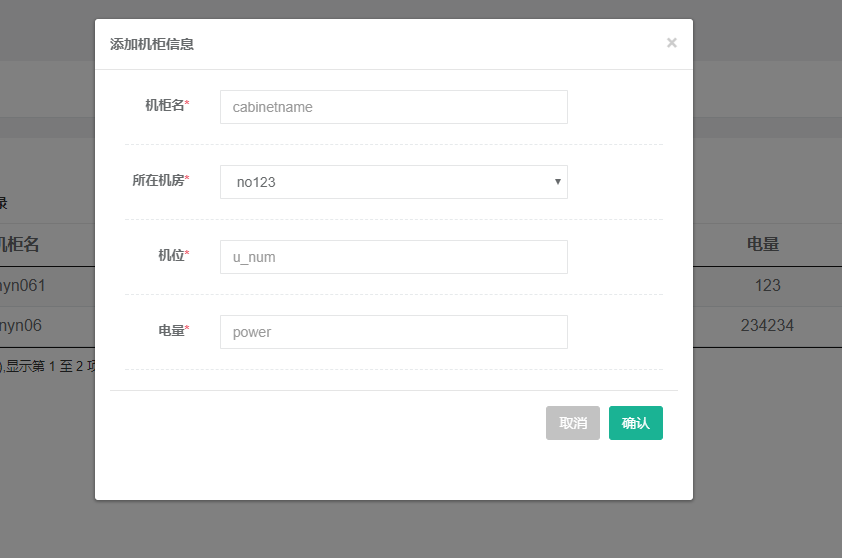 添加机柜信息 ×
机柜名* cabinetname
所在机房* no123
机位* u_num
电量* power
取消 确认
录
机柜名 电量
nyn061 123
nyn06 234234
),显示第 1 至 2 项